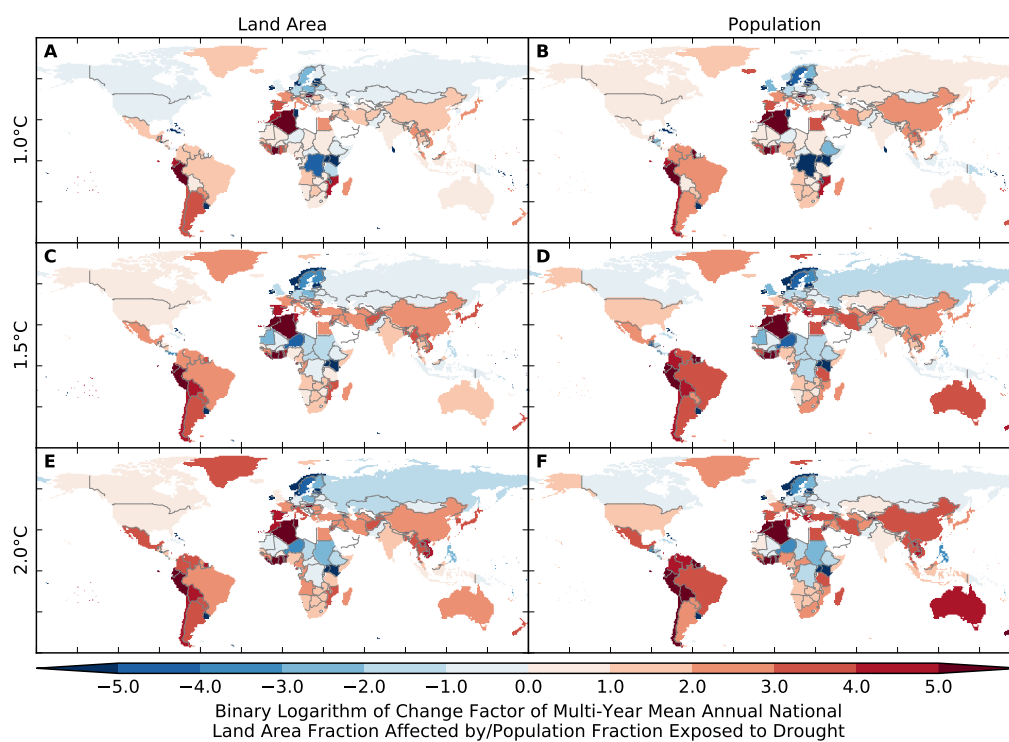 Land Area
Population
A
B
1.0°C
C
D
1.5°C
E
F
2.0°C
−5.0 −4.0 −3.0 −2.0 −1.0 0.0 1.0 2.0 3.0 4.0 5.0
Binary Logarithm of Change Factor of Multi-Year Mean Annual National
Land Area Fraction Affected by/Population Fraction Exposed to Drought